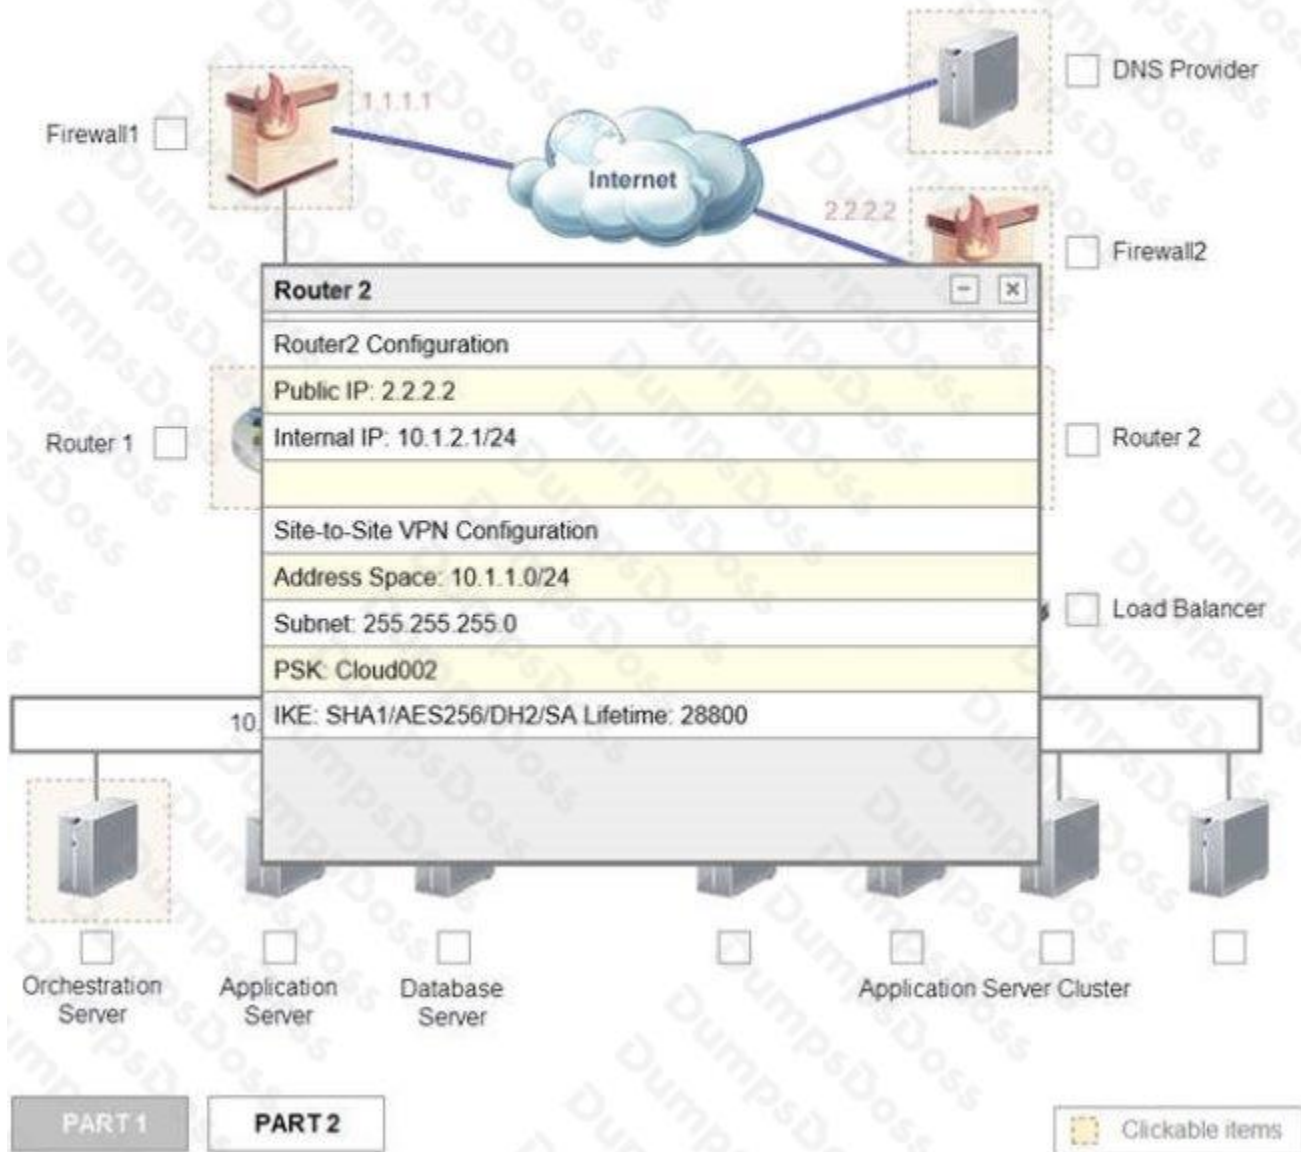 DNS Provider
1.1.1.1
Firewall1
Internet
2.2.2.2
Firewall2
Router 2
Router2 Configuration
Public IP: 2.2.2.2
Internal IP: 10.1.2.1/24
Router 1
Router 2
Site-to-Site VPN Configuration
Address Space: 10.1.1.0/24
Subnet: 255.255.255.0
Load Balancer
PSK: Cloud002
10.
IKE: SHA1/AES256/DH2/SA Lifetime: 28800
Orchestration
Server
Application
Server
Database
Server
Application Server Cluster
PART 1
PART 2
Clickable items
DumpsDoss